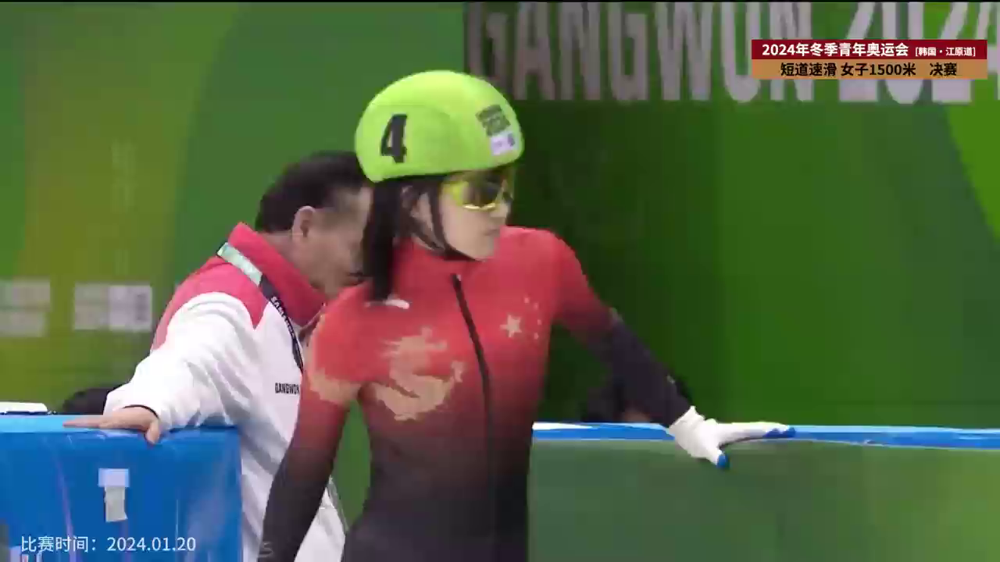 GANGWON 2024
2024年冬季青年奥运会 [韩国·江原道]
短道速滑 女子1500米 决赛
4
GANGWON
比赛时间：2024.01.20